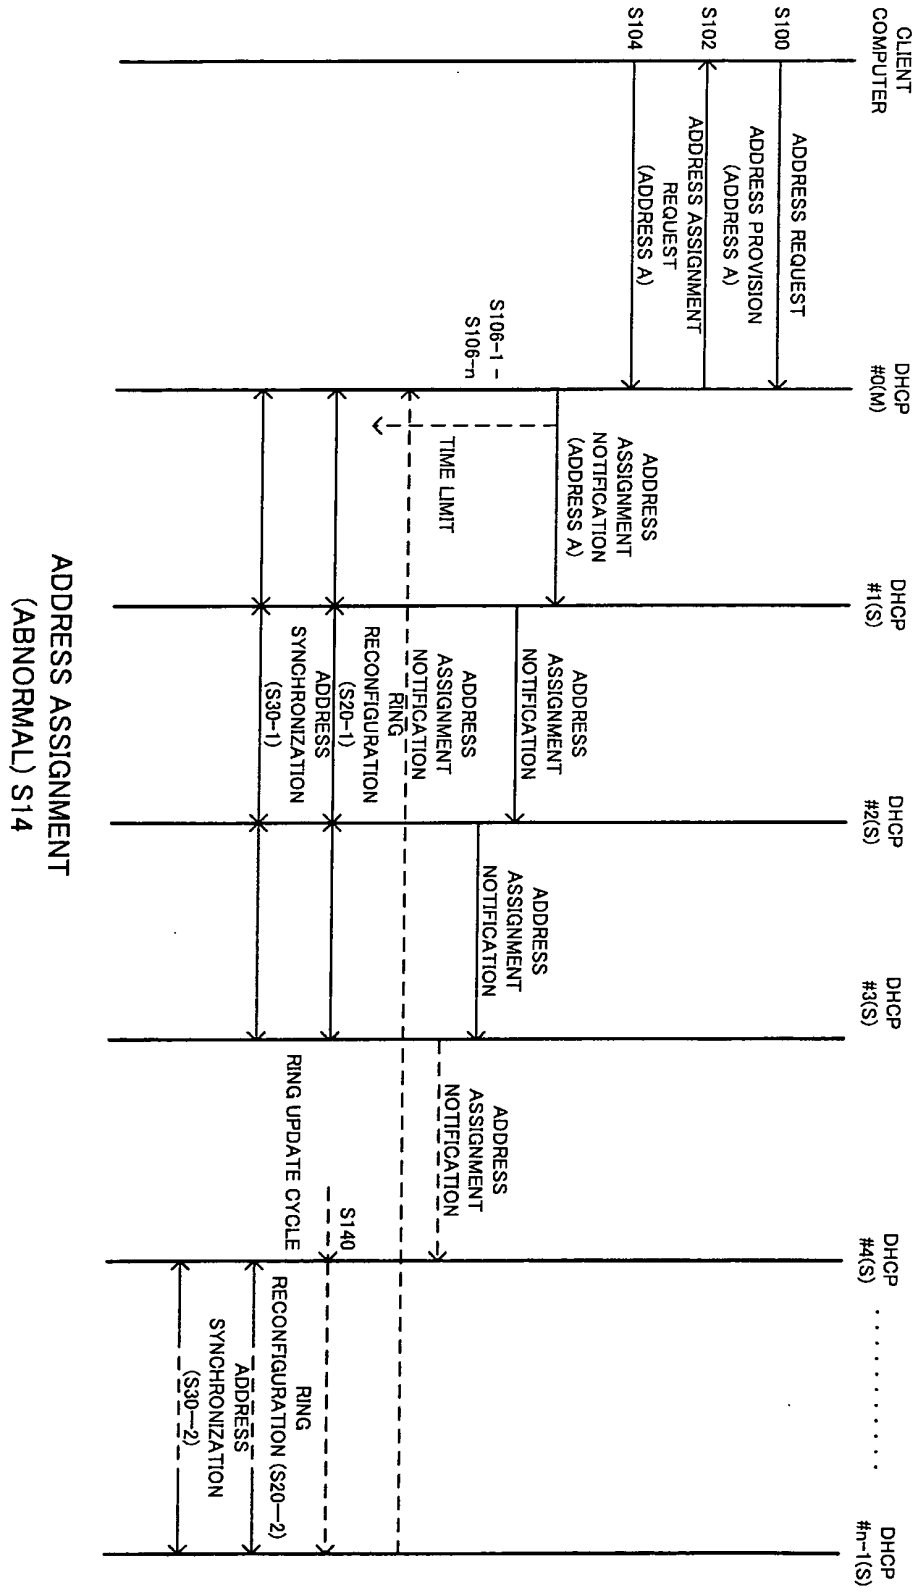 CLIENT
COMPUTER
DHCP
#0(M)
DHCP
#1(S)
DHCP
#2(S)
DHCP
#3(S)
DHCP
#4(S)
.........
DHCP
#n-1(S)
S100
ADDRESS REQUEST
S102
ADDRESS PROVISION
(ADDRESS A)
S104
ADDRESS ASSIGNMENT
REQUEST
(ADDRESS A)
S106-1 -
S106-n
ADDRESS
ASSIGNMENT
NOTIFICATION
(ADDRESS A)
TIME LIMIT
ADDRESS
ASSIGNMENT
NOTIFICATION
ADDRESS
ASSIGNMENT
NOTIFICATION
ADDRESS
ASSIGNMENT
NOTIFICATION
ADDRESS
ASSIGNMENT
NOTIFICATION
RING
RECONFIGURATION
(S20-1)
ADDRESS
SYNCHRONIZATION
(S30-1)
S140
RING UPDATE CYCLE
RING
RECONFIGURATION (S20-2)
ADDRESS
SYNCHRONIZATION
(S30-2)
ADDRESS ASSIGNMENT
(ABNORMAL) S14